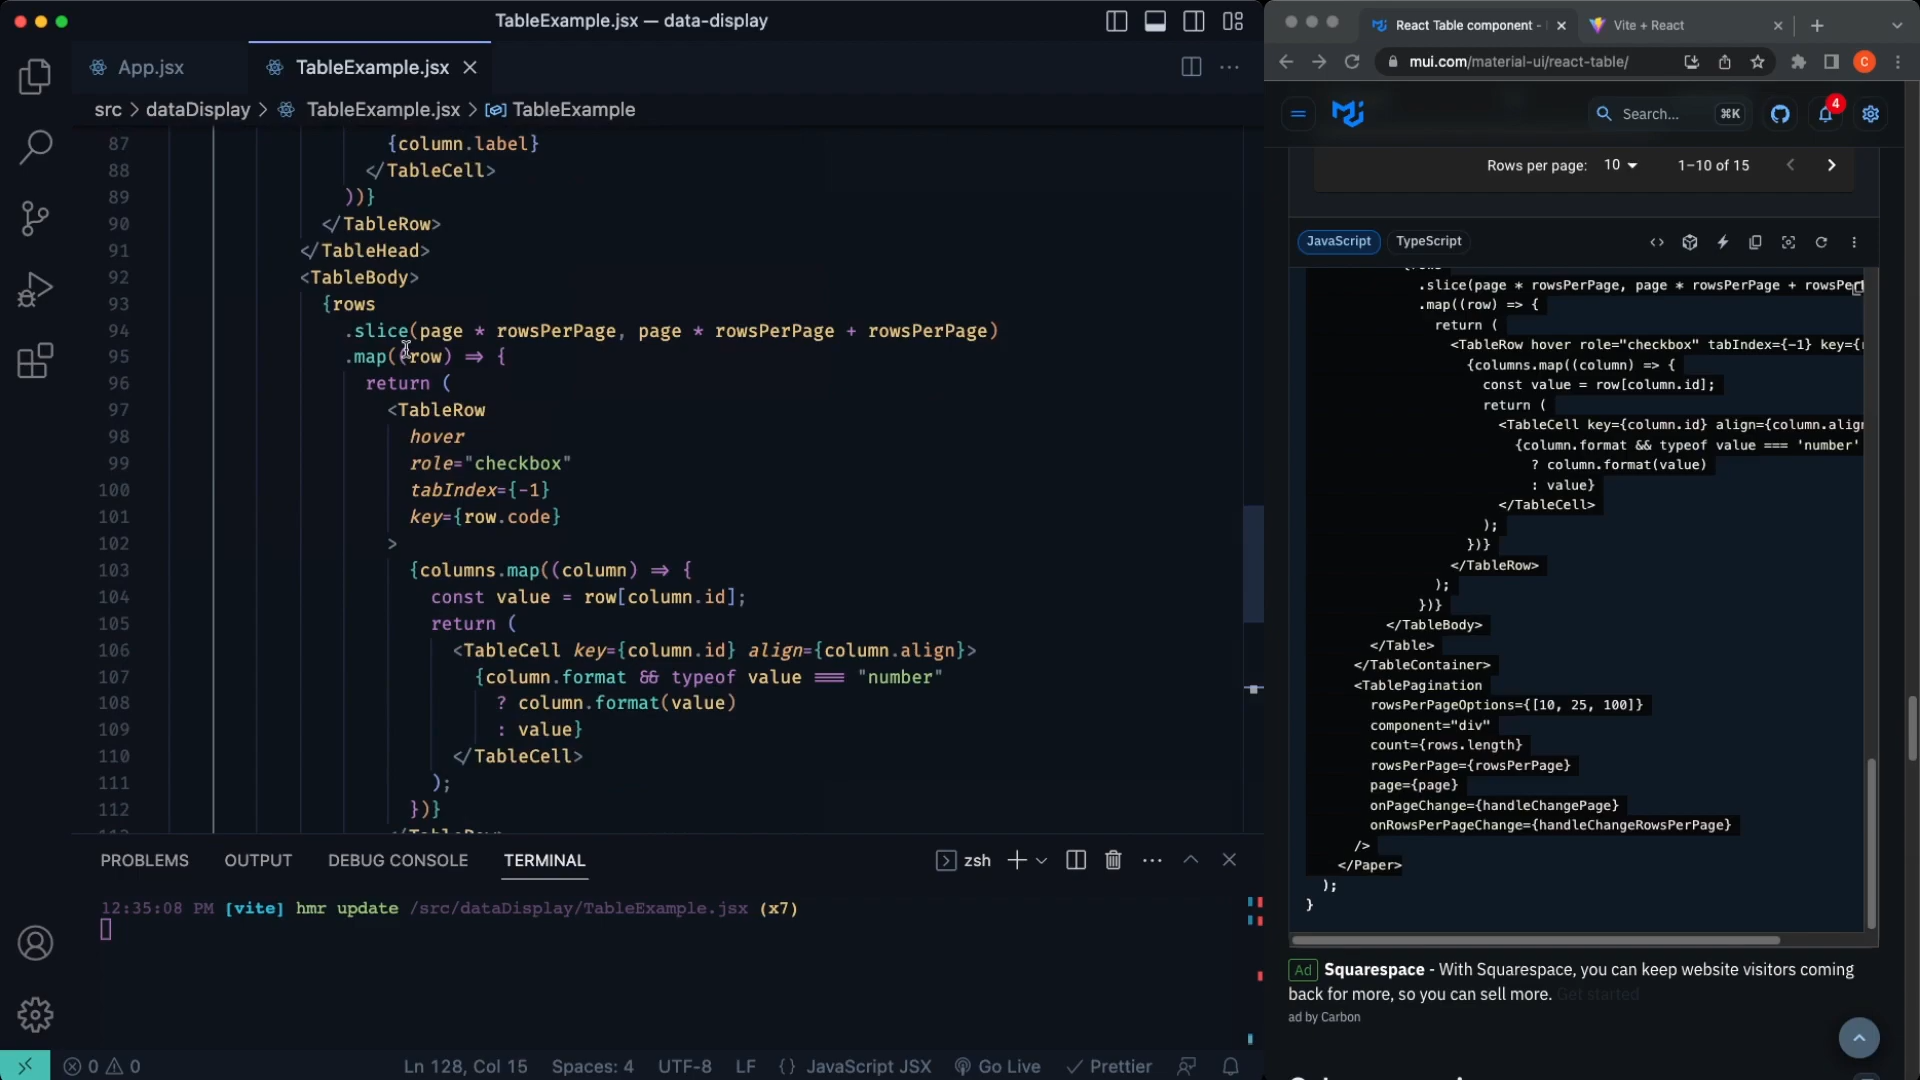 TableExample.jsx — data-display
App.jsx
TableExample.jsx
src > dataDisplay > TableExample.jsx > TableExample
87 {column.label}
88 </TableCell>
89 ))}
90 </TableRow>
91 </TableHead>
92 <TableBody>
93 {rows
94 .slice(page * rowsPerPage, page * rowsPerPage + rowsPerPage)
95 .map((row) => {
96 return (
97 <TableRow
98 hover
99 role="checkbox"
100 tabIndex={-1}
101 key={row.code}
102 >
103 {columns.map((column) => {
104 const value = row[column.id];
105 return (
106 <TableCell key={column.id} align={column.align}>
107 {column.format && typeof value === "number"
108 ? column.format(value)
109 : value}
110 </TableCell>
111 );
112 })}
PROBLEMS OUTPUT DEBUG CONSOLE TERMINAL
zsh
12:35:08 PM [vite] hmr update /src/dataDisplay/TableExample.jsx (x7)
0 0
Ln 128, Col 15 Spaces: 4 UTF-8 LF {} JavaScript JSX Go Live Prettier
React Table component -
Vite + React
mui.com/material-ui/react-table/
C
Search... ⌘K
4
Rows per page: 10 1–10 of 15
JavaScript TypeScript
.slice(page * rowsPerPage, page * rowsPerPage + rowsPer
.map((row) => {
return (
<TableRow hover role="checkbox" tabIndex={-1} key={
{columns.map((column) => {
const value = row[column.id];
return (
<TableCell key={column.id} align={column.align
{column.format && typeof value === 'number'
? column.format(value)
: value}
</TableCell>
);
})}
</TableRow>
);
})}
</TableBody>
</Table>
</TableContainer>
<TablePagination
rowsPerPageOptions={[10, 25, 100]}
component="div"
count={rows.length}
rowsPerPage={rowsPerPage}
page={page}
onPageChange={handleChangePage}
onRowsPerPageChange={handleChangeRowsPerPage}
/>
</Paper>
);
}
Ad Squarespace - With Squarespace, you can keep website visitors coming
back for more, so you can sell more. Get started
ad by Carbon